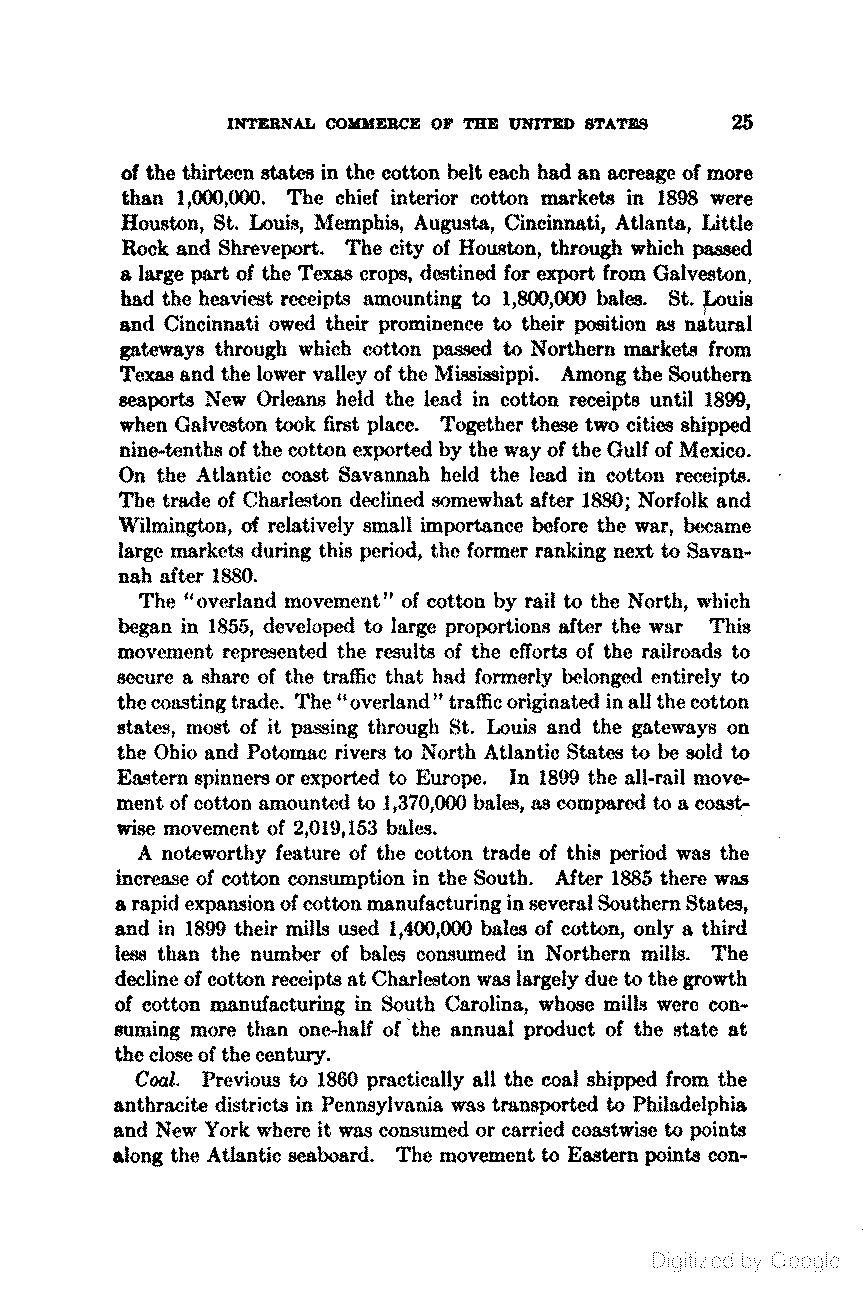 INTERNAL COMMERCE OF THE UNITED STATES 25
of the thirteen states in the cotton belt each had an acreage of more
than 1,000,000. The chief interior cotton markets in 1898 were
Houston, St. Louis, Memphis, Augusta, Cincinnati, Atlanta, Little
Rock and Shreveport. The city of Houston, through which passed
a large part of the Texas crops, destined for export from Galveston,
had the heaviest receipts amounting to 1,800,000 bales. St. Louis
and Cincinnati owed their prominence to their position as natural
gateways through which cotton passed to Northern markets from
Texas and the lower valley of the Mississippi. Among the Southern
seaports New Orleans held the lead in cotton receipts until 1899,
when Galveston took first place. Together these two cities shipped
nine-tenths of the cotton exported by the way of the Gulf of Mexico.
On the Atlantic coast Savannah held the lead in cotton receipts.
The trade of Charleston declined somewhat after 1880; Norfolk and
Wilmington, of relatively small importance before the war, became
large markets during this period, the former ranking next to Savan-
nah after 1880.
The "overland movement" of cotton by rail to the North, which
began in 1855, developed to large proportions after the war This
movement represented the results of the efforts of the railroads to
secure a share of the traffic that had formerly belonged entirely to
the coasting trade. The "overland" traffic originated in all the cotton
states, most of it passing through St. Louis and the gateways on
the Ohio and Potomac rivers to North Atlantic States to be sold to
Eastern spinners or exported to Europe. In 1899 the all-rail move-
ment of cotton amounted to 1,370,000 bales, as compared to a coast-
wise movement of 2,019,153 bales.
A noteworthy feature of the cotton trade of this period was the
increase of cotton consumption in the South. After 1885 there was
a rapid expansion of cotton manufacturing in several Southern States,
and in 1899 their mills used 1,400,000 bales of cotton, only a third
less than the number of bales consumed in Northern mills. The
decline of cotton receipts at Charleston was largely due to the growth
of cotton manufacturing in South Carolina, whose mills were con-
suming more than one-half of the annual product of the state at
the close of the century.
Coal. Previous to 1860 practically all the coal shipped from the
anthracite districts in Pennsylvania was transported to Philadelphia
and New York where it was consumed or carried coastwise to points
along the Atlantic seaboard. The movement to Eastern points con-
Digitized by Google